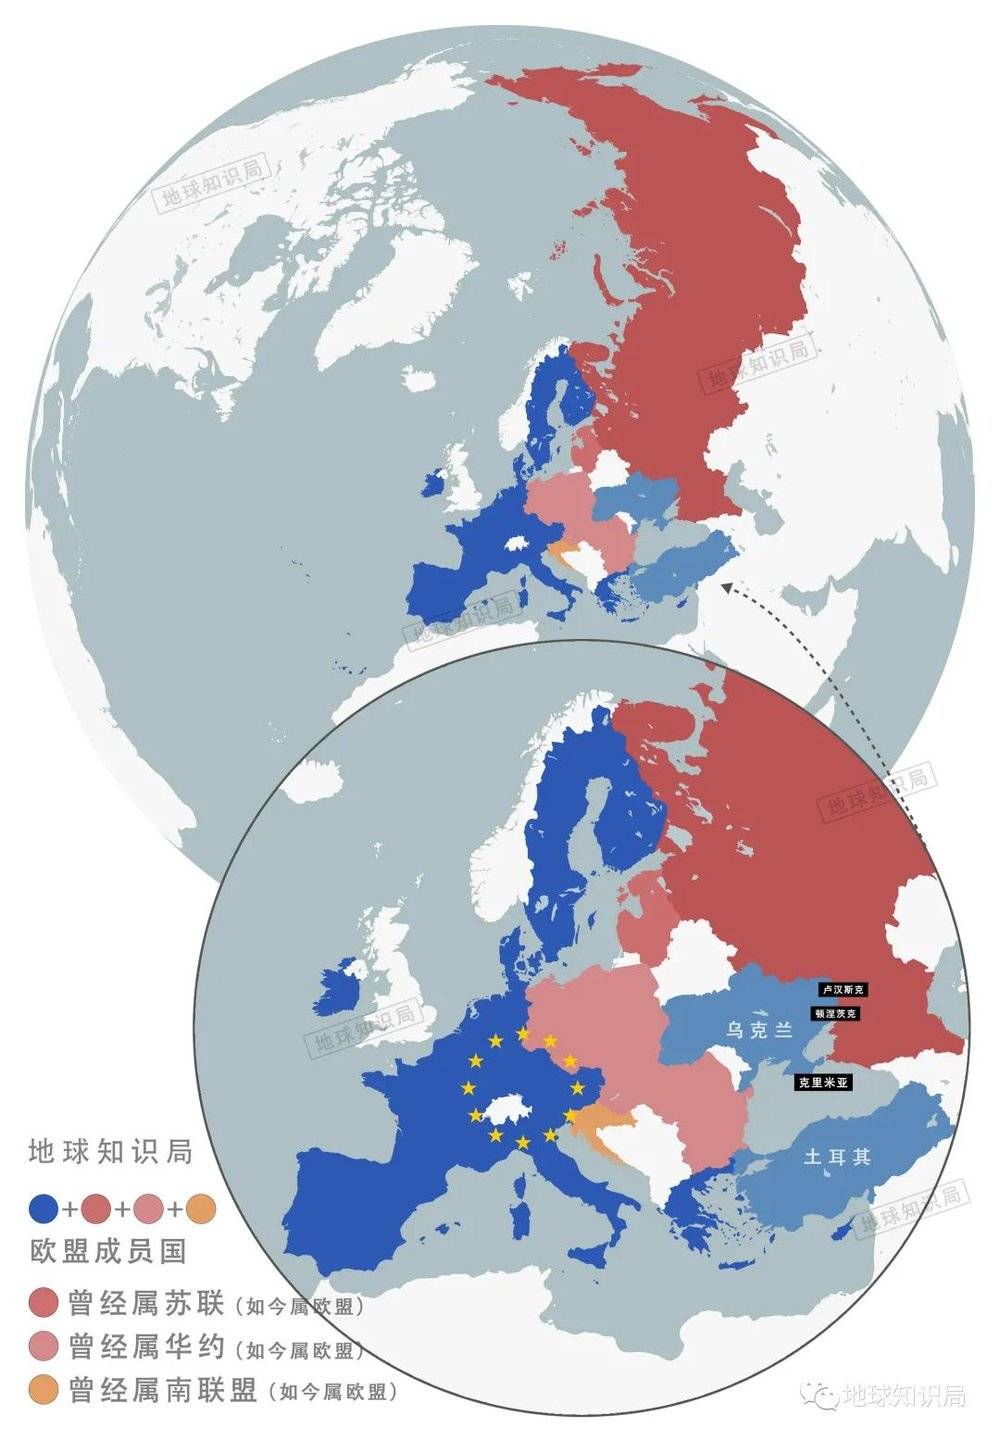 地球知识局
地球知识局
地球知识局
卢汉斯克
顿涅茨克
乌克兰
克里米亚
土耳其
地球知识局
地球知识局
地球知识局
地球知识局
+++
欧盟成员国
曾经属苏联（如今属欧盟）
曾经属华约（如今属欧盟）
曾经属南联盟（如今属欧盟）
地球知识局